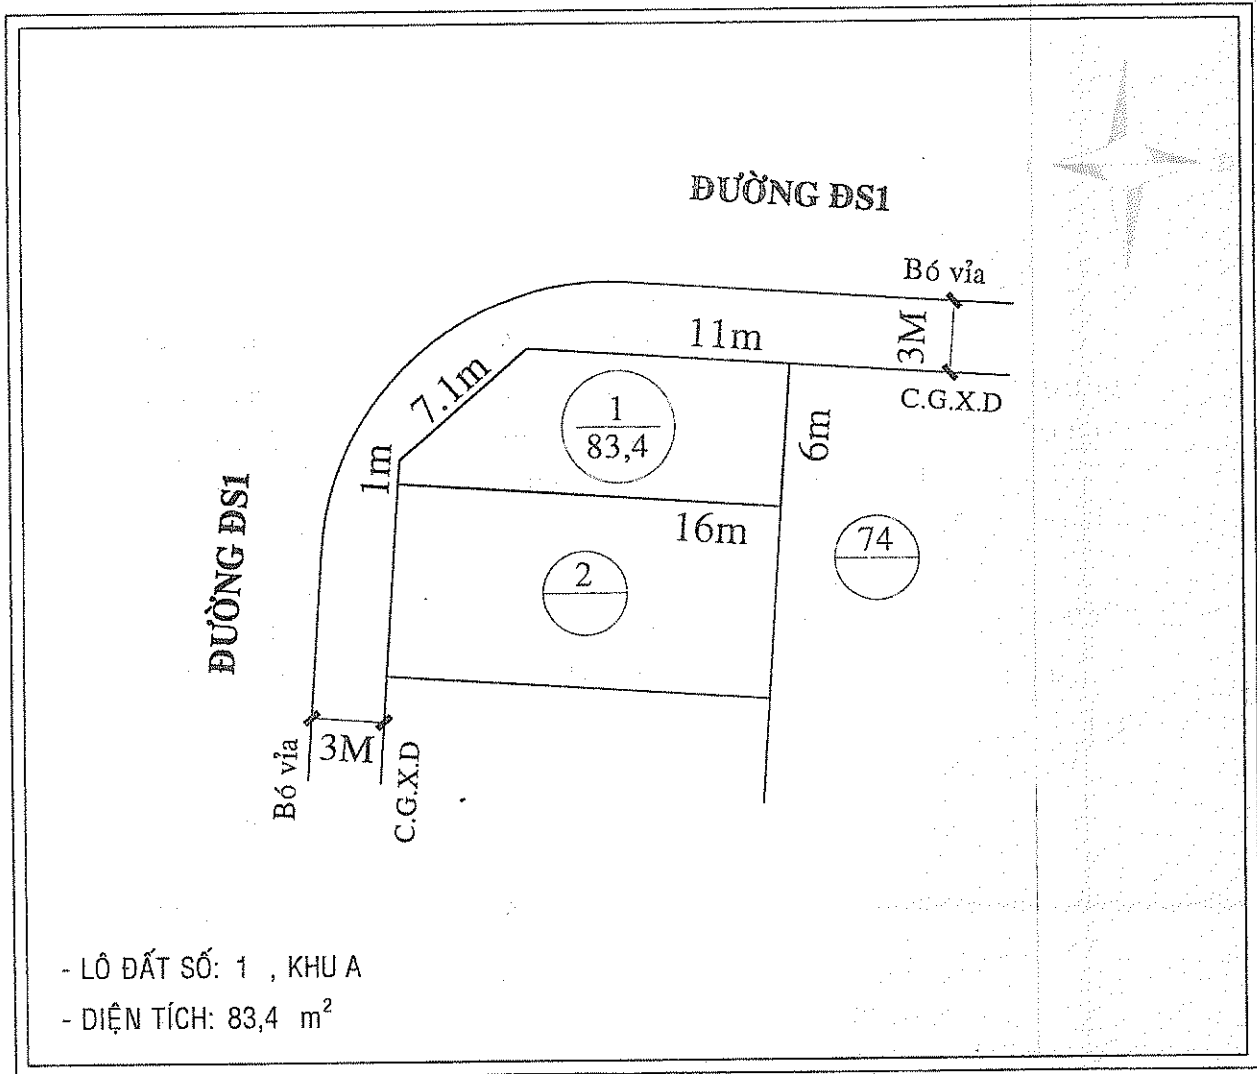 ĐƯỜNG ĐS1
Bó vỉa
11m
3M
C.G.X.D
7.1m
1
83,4
6m
1m
16m
ĐƯỜNG ĐS1
74
2
3M
Bó vỉa
C.G.X.D
- LÔ ĐẤT SỐ: 1 , KHU A
- DIỆN TÍCH: 83,4 m²